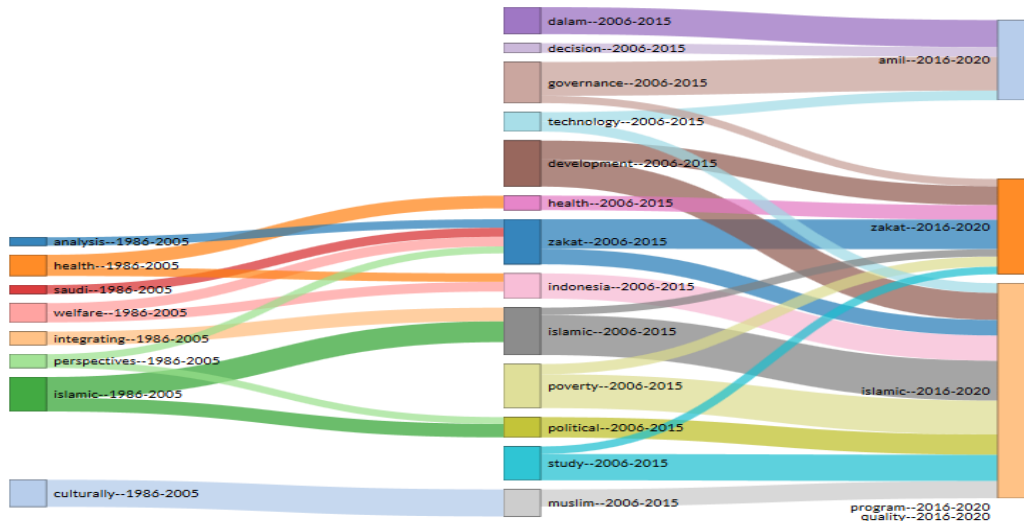 analysis--1986-2005
health--1986-2005
saudi--1986-2005
welfare--1986-2005
integrating--1986-2005
perspectives--1986-2005
islamic--1986-2005
culturally--1986-2005
dalam--2006-2015
decision--2006-2015
governance--2006-2015
technology--2006-2015
development--2006-2015
health--2006-2015
zakat--2006-2015
indonesia--2006-2015
islamic--2006-2015
poverty--2006-2015
political--2006-2015
study--2006-2015
muslim--2006-2015
amil--2016-2020
zakat--2016-2020
islamic--2016-2020
program--2016-2020
quality--2016-2020